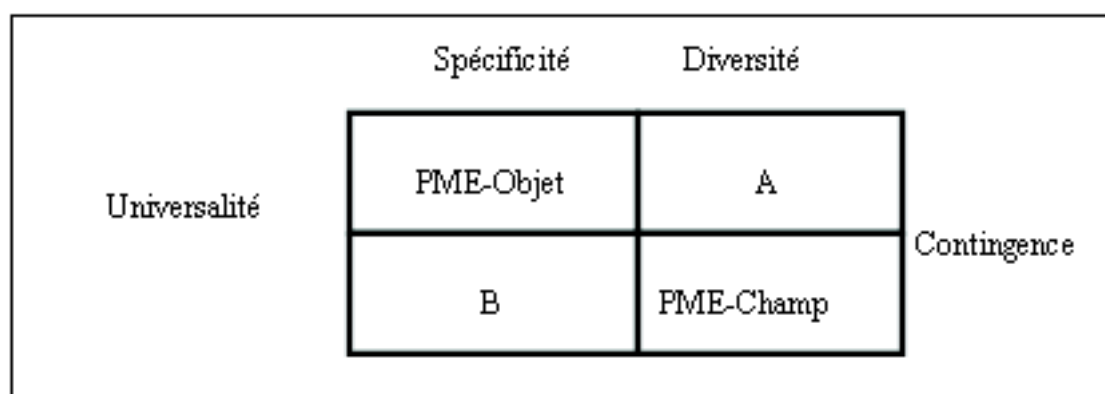 Spécificité Diversité
PME-Objet A
Universalité
Contingence
B PME-Champ